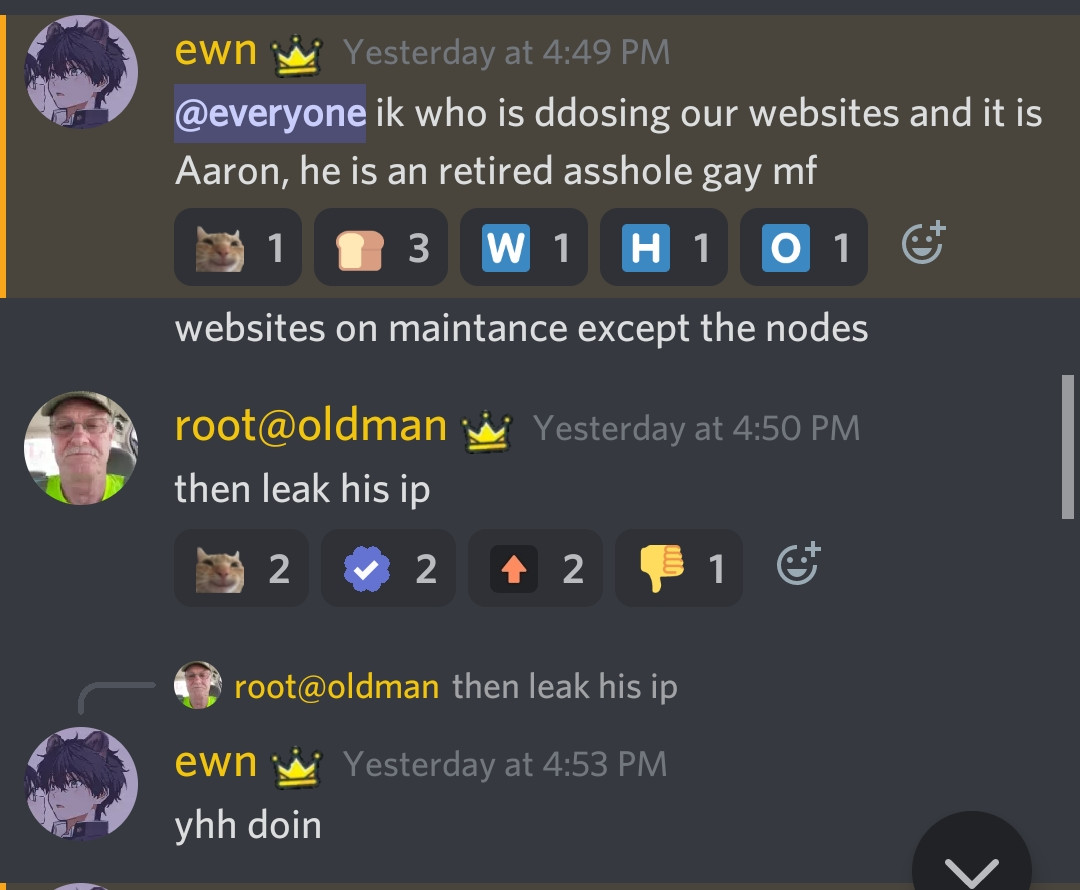 ewn Yesterday at 4:49 PM
@everyone ik who is ddosing our websites and it is
Aaron, he is an retired asshole gay mf
1 3 W 1 H 1 O 1
websites on maintance except the nodes
root@oldman Yesterday at 4:50 PM
then leak his ip
2 2 2 1
root@oldman then leak his ip
ewn Yesterday at 4:53 PM
yhh doin